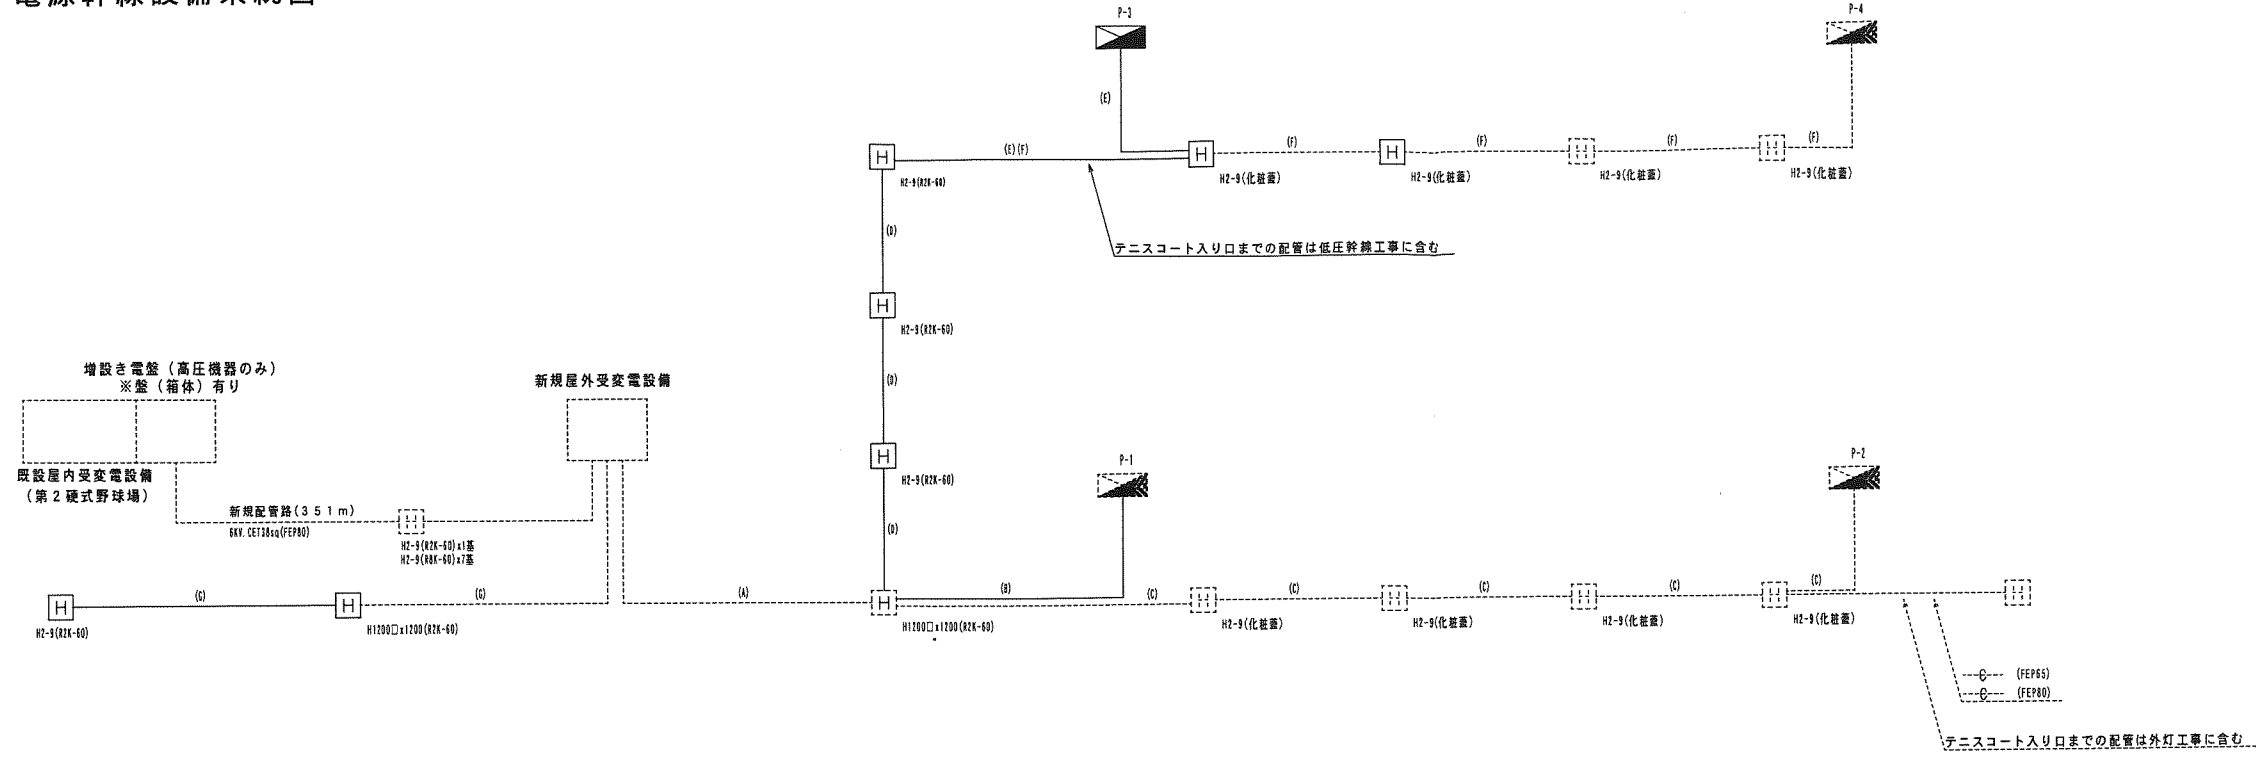 P-3
P-4
(E)
(E)(F)
(F)
(F)
(F)
(F)
H
H
H
H
H
H2-9(R2K-60)
H2-9(化粧蓋)
H2-9(化粧蓋)
H2-9(化粧蓋)
H2-9(化粧蓋)
(D)
テニスコート入り口までの配管は低圧幹線工事に含む
H
H2-9(R2K-60)
(D)
増設き電盤（高圧機器のみ）
※盤（箱体）有り
新規屋外受変電設備
既設屋内受変電設備
（第2硬式野球場）
H
H2-9(R2K-60)
P-1
P-2
新規配管路(351m)
6KV.CET38sq(FEP80)
H
H2-9(R2K-60)x1基
H2-9(R8K-60)x7基
(D)
(G)
(G)
(A)
(B)
(C)
(C)
(C)
(C)
(C)
H
H
H
H
H
H
H
H
H2-9(R2K-60)
H1200□x1200(R2K-60)
H1200□x1200(R2K-60)
H2-9(化粧蓋)
H2-9(化粧蓋)
H2-9(化粧蓋)
H2-9(化粧蓋)
(FEP65)
(FEP80)
テニスコート入り口までの配管は外灯工事に含む